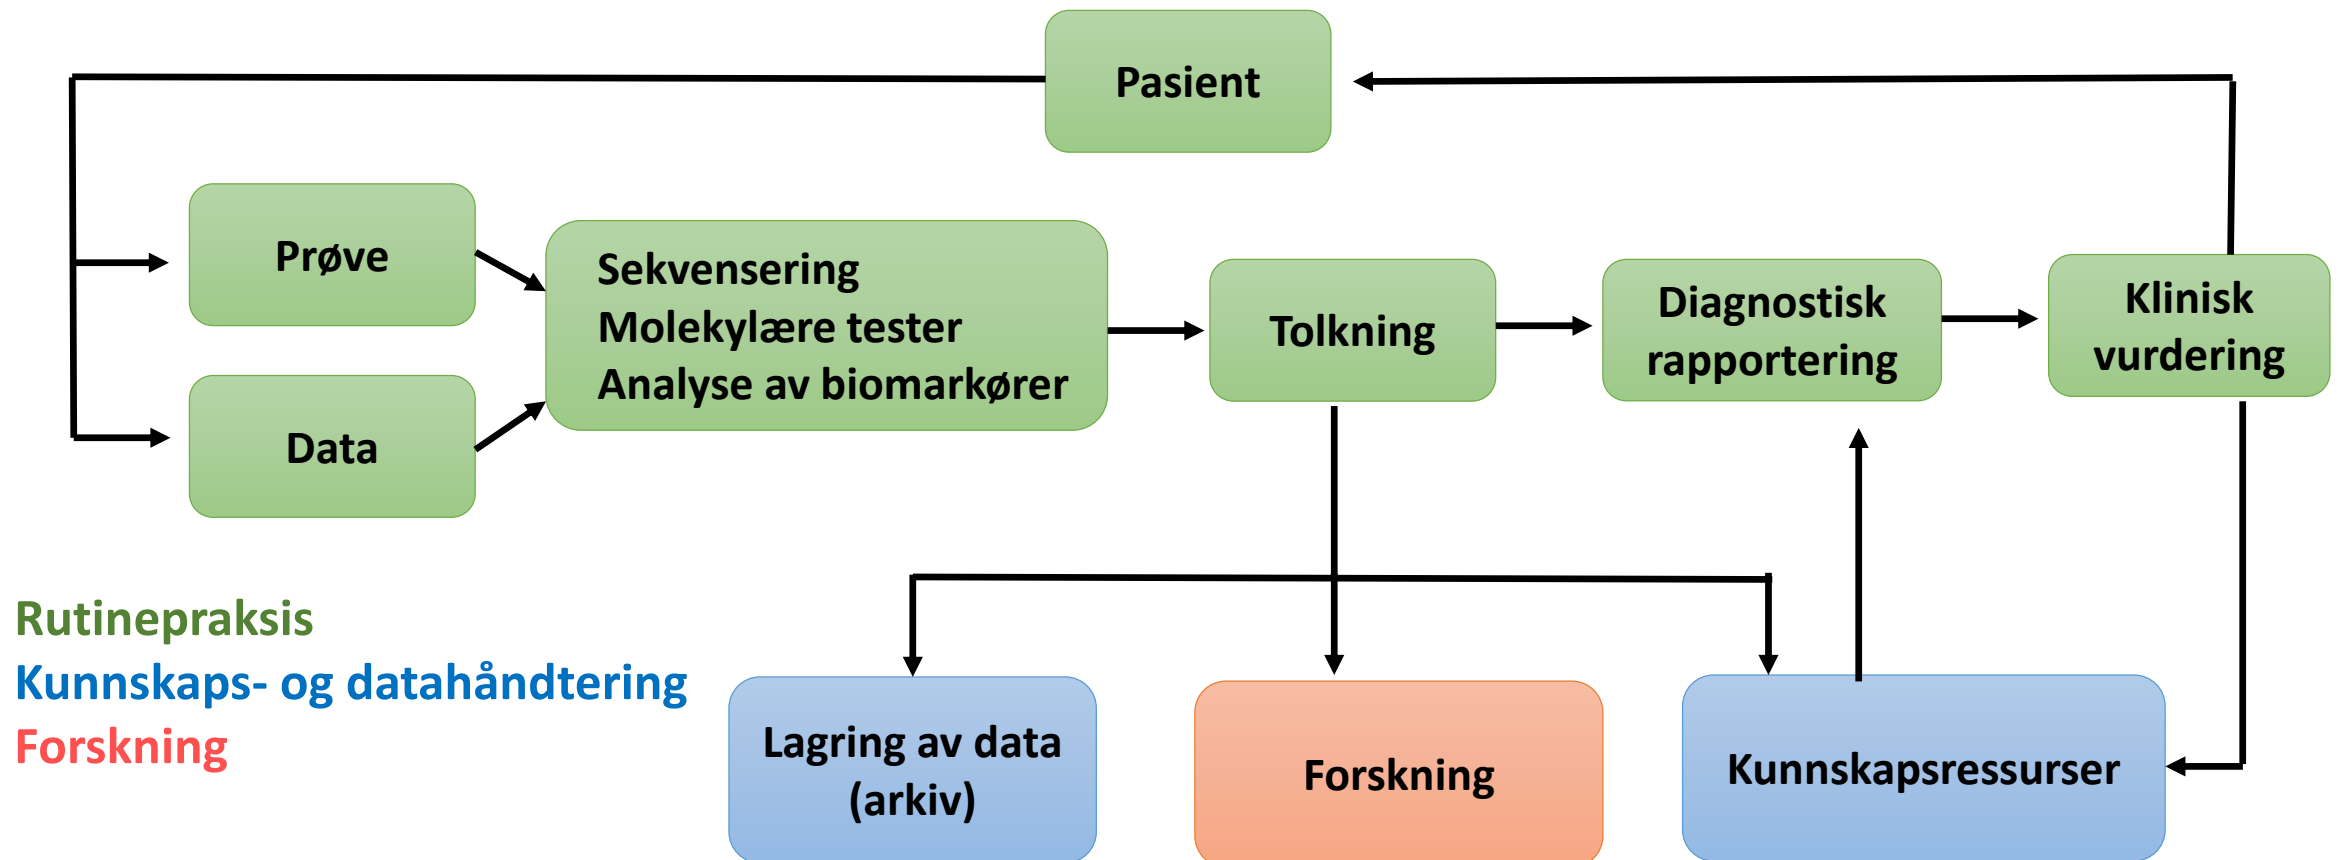 Pasient
Prøve
Data
Sekvensering
Molekylære tester
Analyse av biomarkører
Tolkning
Diagnostisk
rapportering
Klinisk
vurdering
Rutinepraksis
Kunnskaps- og datahåndtering
Forskning
Lagring av data
(arkiv)
Forskning
Kunnskapsressurser